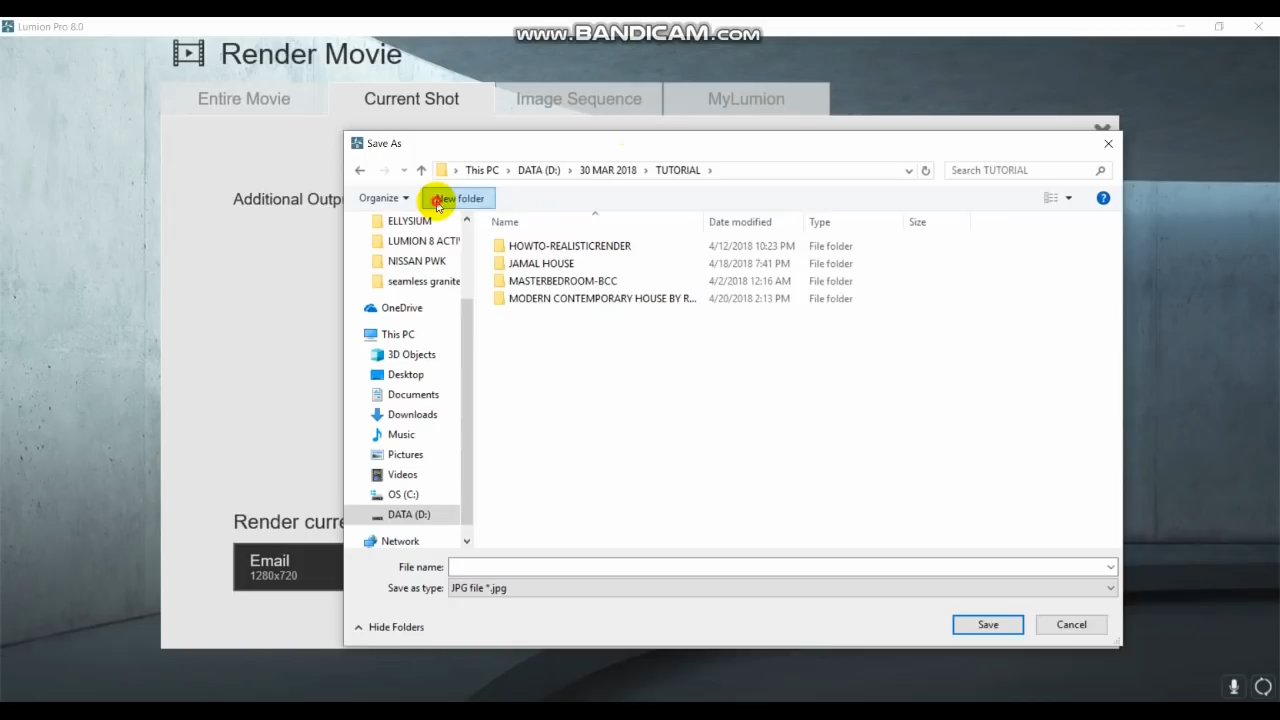 Lumion Pro 8.0
www.BANDICAM.com
Render Movie
Entire Movie
Current Shot
Image Sequence
MyLumion
Save As
This PC > DATA (D:) > 30 MAR 2018 > TUTORIAL >
Search TUTORIAL
Organize
New folder
Additional Outp
Name
Date modified
Type
Size
ELLYSIUM
LUMION 8 ACTI
NISSAN PWK
seamless granite
OneDrive
This PC
3D Objects
Desktop
Documents
Downloads
Music
Pictures
Videos
OS (C:)
DATA (D:)
Network
HOWTO-REALISTICRENDER 4/12/2018 10:23 PM File folder
JAMAL HOUSE 4/18/2018 7:41 PM File folder
MASTERBEDROOM-BCC 4/2/2018 12:16 AM File folder
MODERN CONTEMPORARY HOUSE BY R... 4/20/2018 2:13 PM File folder
Render curre
Email
1280x720
File name:
Save as type: JPG file *.jpg
Hide Folders
Save
Cancel